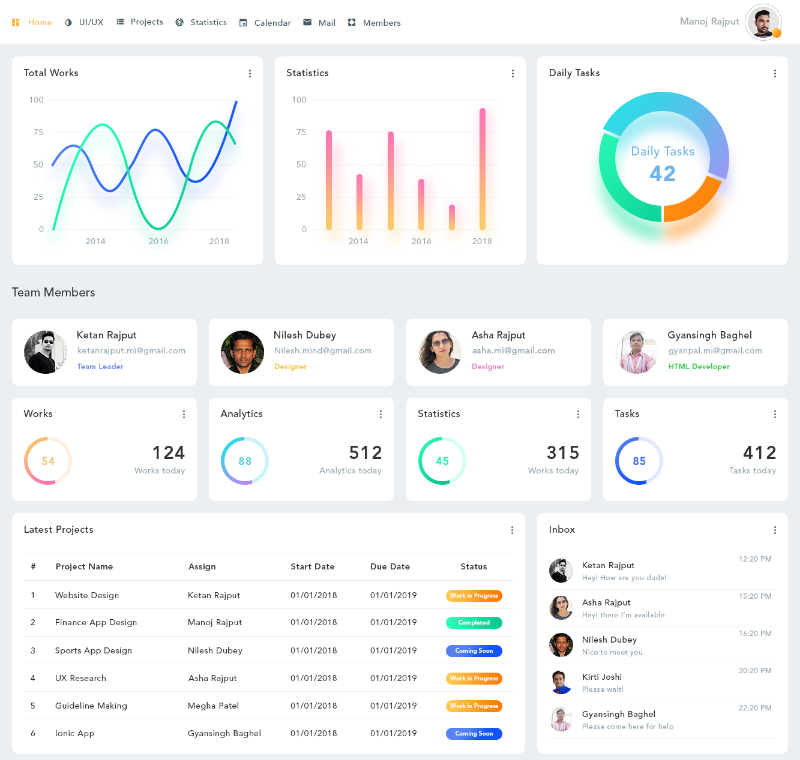 Home UI/UX Projects Statistics Calendar Mail Members Manoj Rajput
Total Works
100
75
50
25
0
2014 2016 2018
Statistics
100
75
50
25
0
2014 2016 2018
Daily Tasks
Daily Tasks
42
Team Members
Ketan Rajput
ketanrajput.mi@gmail.com
Team Leader
Nilesh Dubey
Nilesh.mind@gmail.com
Designer
Asha Rajput
asha.mi@gmail.com
Designer
Gyansingh Baghel
gyanpal.mi@gmail.com
HTML Developer
Works
54
124
Works today
Analytics
88
512
Analytics today
Statistics
45
315
Works today
Tasks
85
412
Tasks today
Latest Projects
# Project Name Assign Start Date Due Date Status
1 Website Design Ketan Rajput 01/01/2018 01/01/2019 Work in Progress
2 Finance App Design Manoj Rajput 01/01/2018 01/01/2019 Completed
3 Sports App Design Nilesh Dubey 01/01/2018 01/01/2019 Coming Soon
4 UX Research Asha Rajput 01/01/2018 01/01/2019 Work in Progress
5 Guideline Making Megha Patel 01/01/2018 01/01/2019 Work in Progress
6 Ionic App Gyansingh Baghel 01/01/2018 01/01/2019 Coming Soon
Inbox
12:20 PM
Ketan Rajput
Hey! How are you dude!
15:20 PM
Asha Rajput
Hey! there I'm available
16:20 PM
Nilesh Dubey
Nice to meet you
20:20 PM
Kirti Joshi
Please wait!
22:20 PM
Gyansingh Baghel
Please come here for help